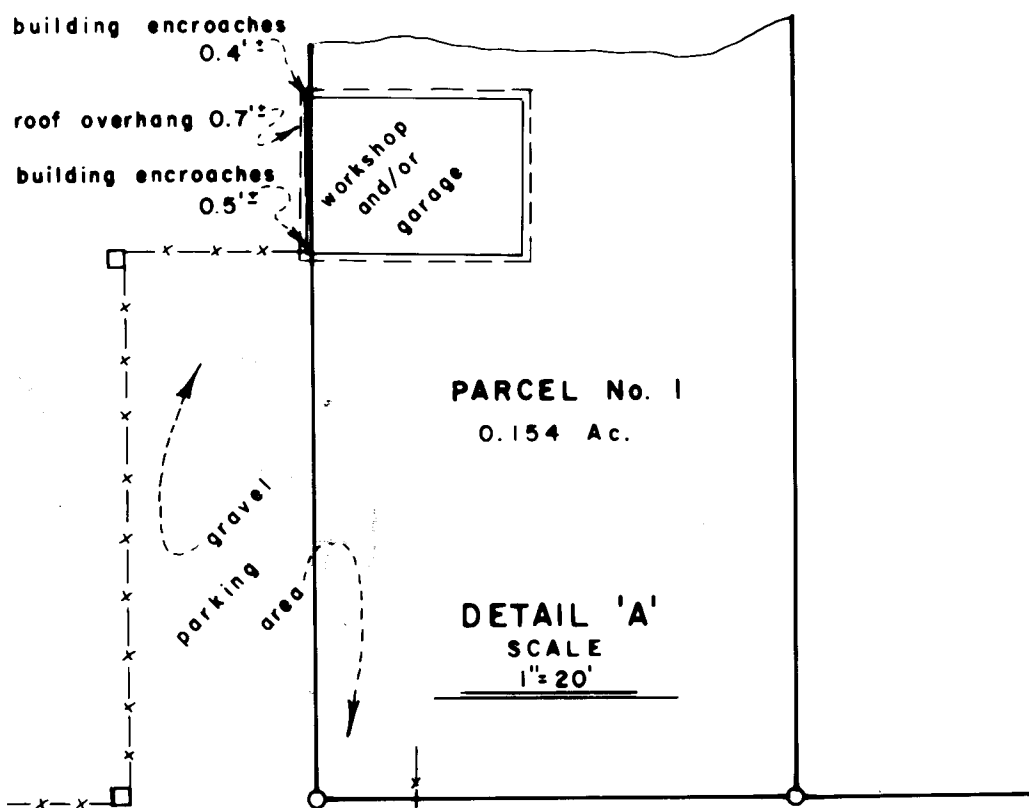 building encroaches
0.4'±
roof overhang 0.7'±
building encroaches
0.5'±
workshop
and/or
garage
PARCEL No. 1
0.154 Ac.
gravel
parking
area
DETAIL 'A'
SCALE
1"=20'